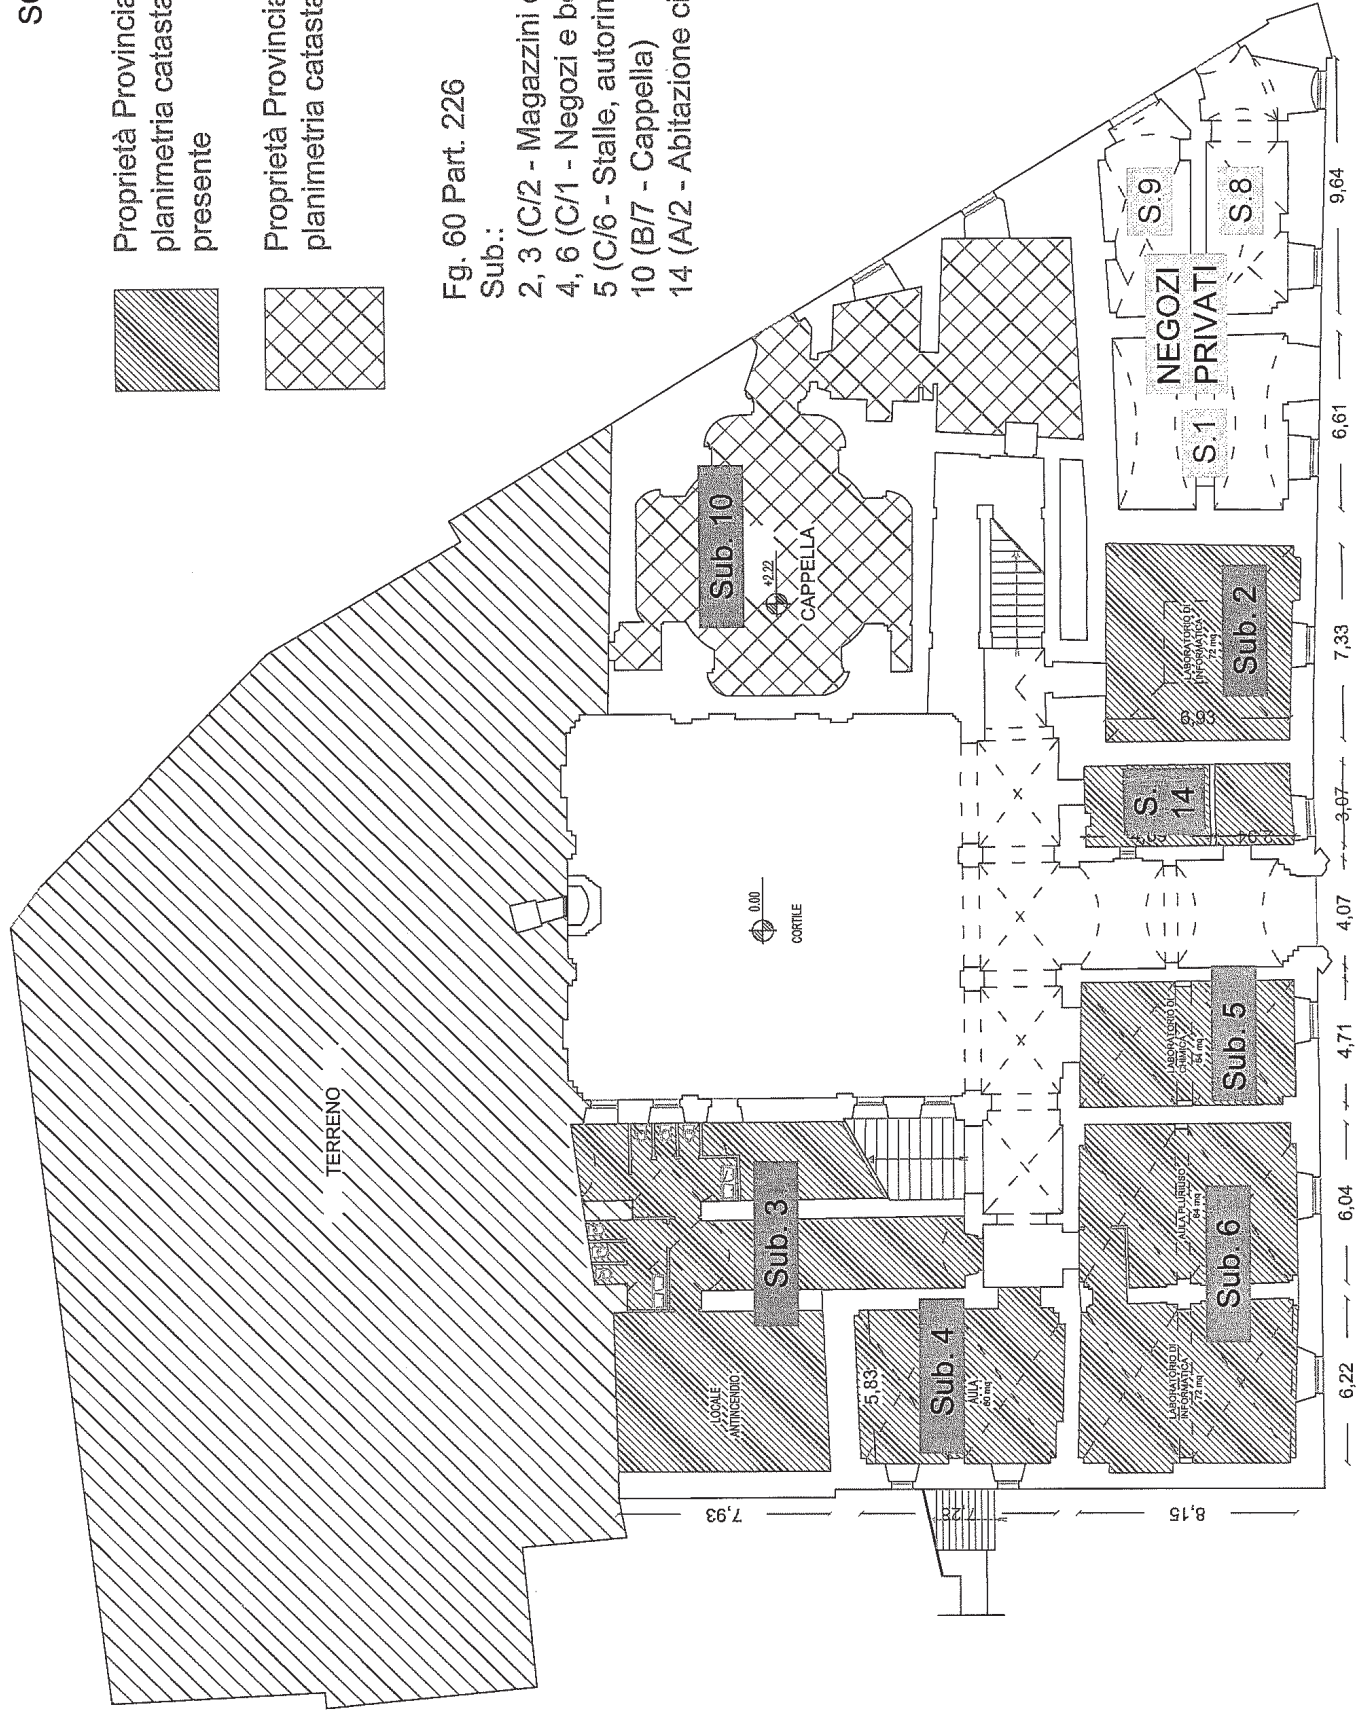 Proprietà Provincia
planimetria catasta
presente
Proprietà Provincia
planimetria catasta
Fg. 60 Part. 226
Sub.:
2, 3 (C/2 - Magazzini
4, 6 (C/1 - Negozi e
5 (C/6 - Stalle, autorim
10 (B/7 - Cappella)
14 (A/2 - Abitazione
TERRENO
Sub. 10
+2.22
CAPPELLA
0.00
CORTILE
Sub. 3
LOCALE
ANTINCENDIO
Sub. 4
5,83
AULA
60 mq
Sub. 6
LABORATORIO DI
INFORMATICA
72 mq
AULA PLURIUSO
64 mq
Sub. 5
LABORATORIO DI
CHIMICA
54 mq
S.
14
2,94
Sub. 2
LABORATORIO DI
INFORMATICA
72 mq
6,93
NEGOZI
PRIVATI
S.1
S.9
S.8
7,93
7,28
8,15
6,22
6,04
4,71
4,07
3,07
7,33
6,61
9,64